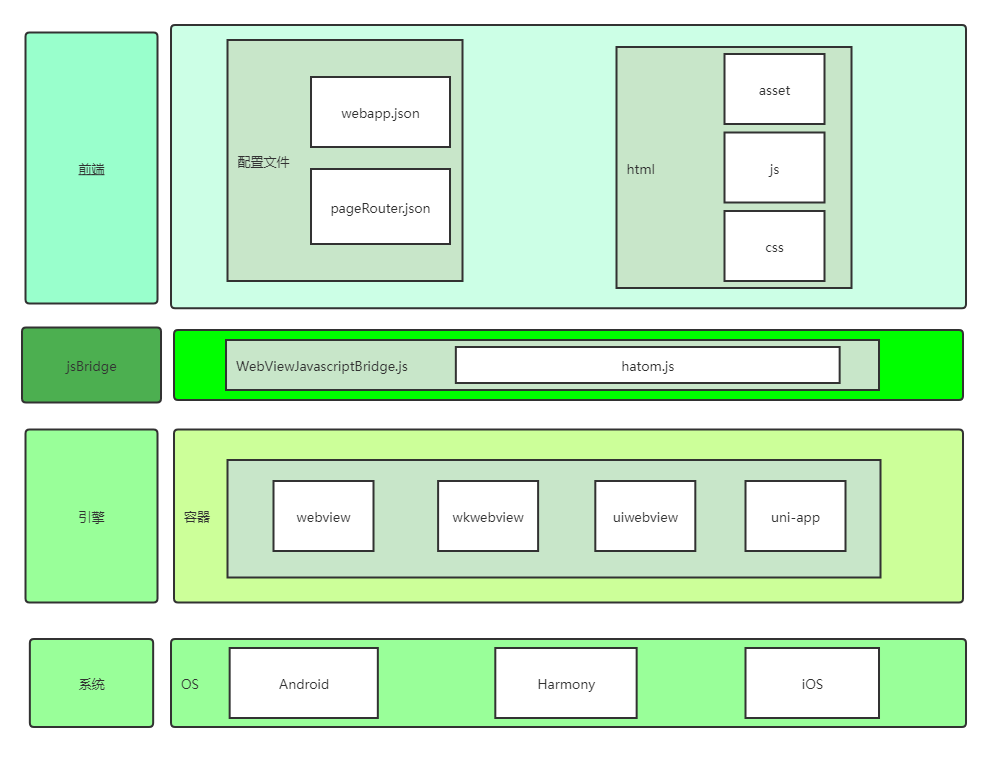 前端
配置文件
webapp.json
pageRouter.json
html
asset
js
css
jsBridge
WebViewJavascriptBridge.js
hatom.js
引擎
容器
webview
wkwebview
uiwebview
uni-app
系统
OS
Android
Harmony
iOS